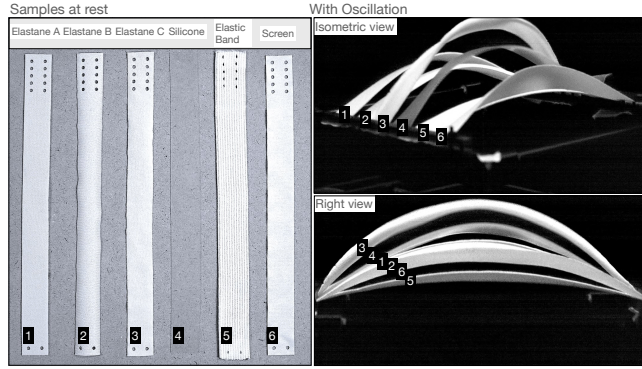 Samples at rest
With Oscillation
Elastane A Elastane B Elastane C Silicone Elastic Band Screen
1 2 3 4 5 6
Isometric view
1 2 3 4 5 6
Right view
3
4
1
2
6
5